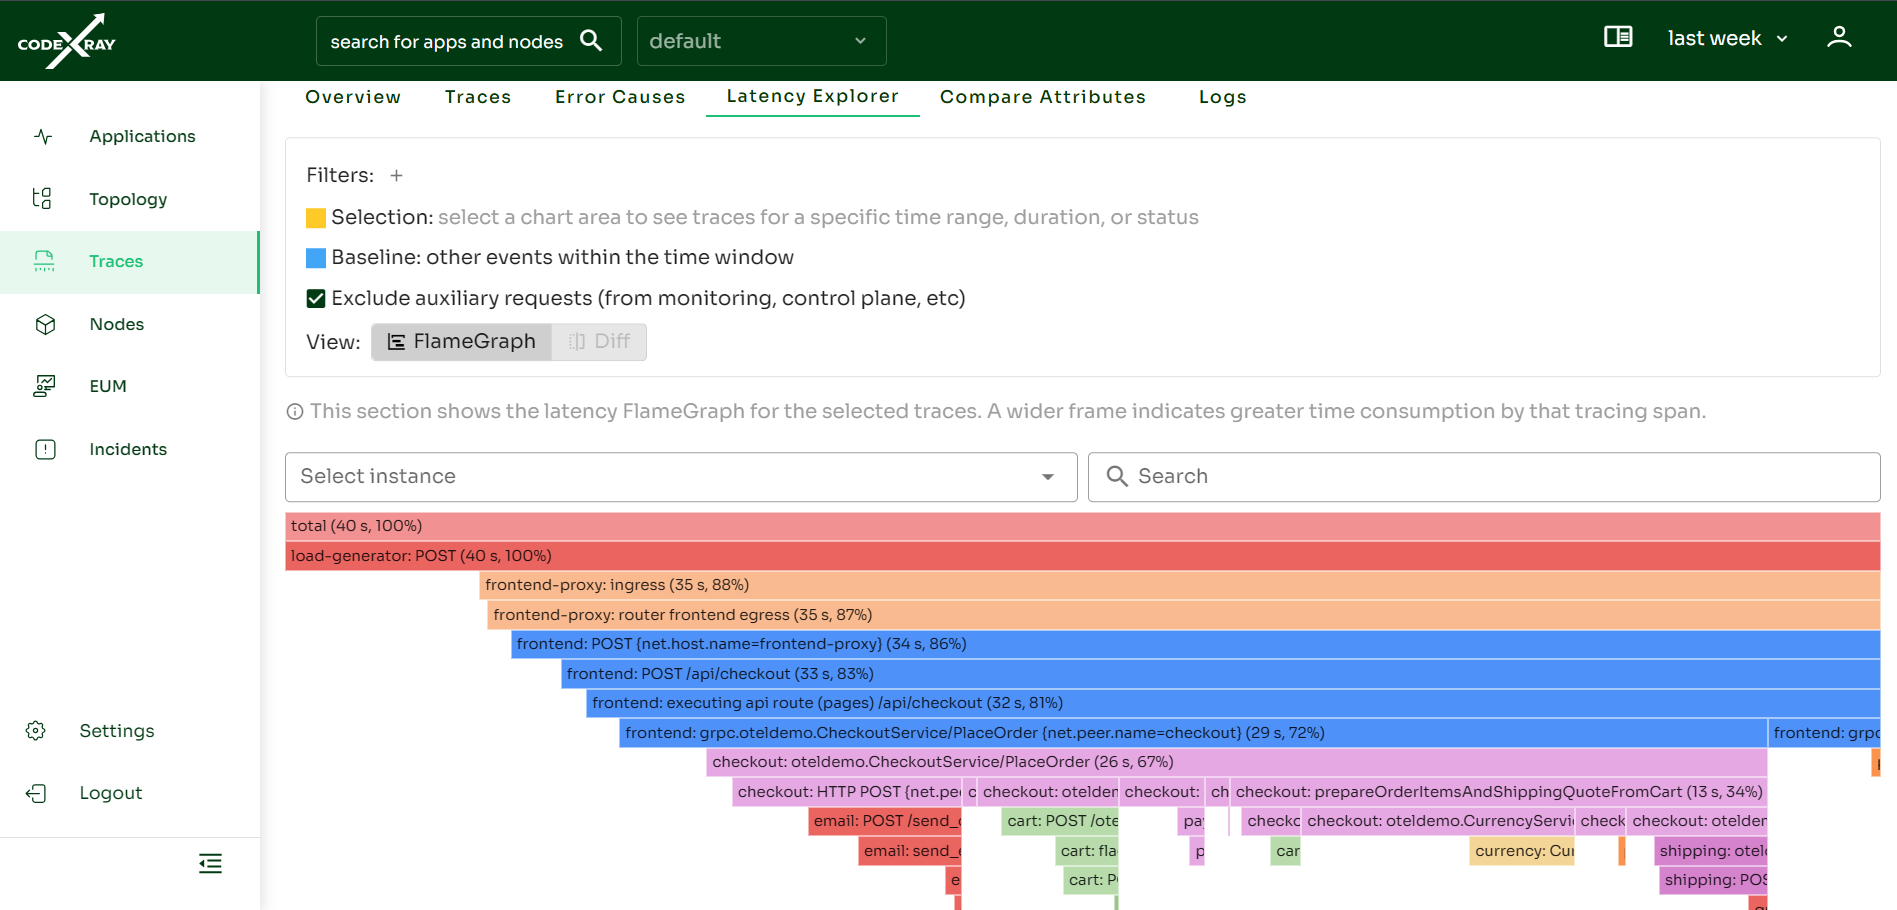 CODE XRAY
search for apps and nodes
default
last week
Overview
Traces
Error Causes
Latency Explorer
Compare Attributes
Logs
Applications
Topology
Traces
Nodes
EUM
Incidents
Settings
Logout
Filters: +
Selection: select a chart area to see traces for a specific time range, duration, or status
Baseline: other events within the time window
Exclude auxiliary requests (from monitoring, control plane, etc)
View: FlameGraph Diff
This section shows the latency FlameGraph for the selected traces. A wider frame indicates greater time consumption by that tracing span.
Select instance
Search
total (40 s, 100%)
load-generator: POST (40 s, 100%)
frontend-proxy: ingress (35 s, 88%)
frontend-proxy: router frontend egress (35 s, 87%)
frontend: POST {net.host.name=frontend-proxy} (34 s, 86%)
frontend: POST /api/checkout (33 s, 83%)
frontend: executing api route (pages) /api/checkout (32 s, 81%)
frontend: grpc.oteldemo.CheckoutService/PlaceOrder {net.peer.name=checkout} (29 s, 72%) frontend: grpc
checkout: oteldemo.CheckoutService/PlaceOrder (26 s, 67%)
checkout: HTTP POST {net.pee c checkout: otelden checkout: ch checkout: prepareOrderItemsAndShippingQuoteFromCart (13 s, 34%)
email: POST /send_o cart: POST /ote pay checkc checkout: oteldemo.CurrencyServi check checkout: otelden
email: send_e cart: fla p car currency: Cur shipping: otelc
e cart: PO shipping: POS